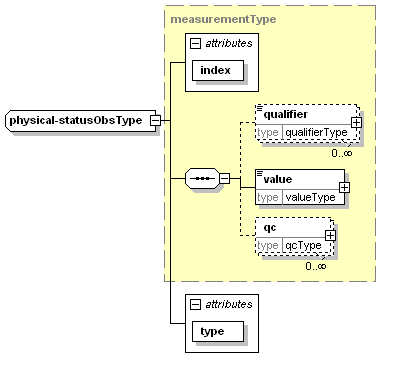 measurementType
attributes
index
physical-statusObsType
qualifier
type qualifierType
0..∞
value
type valueType
qc
type qcType
0..∞
attributes
type